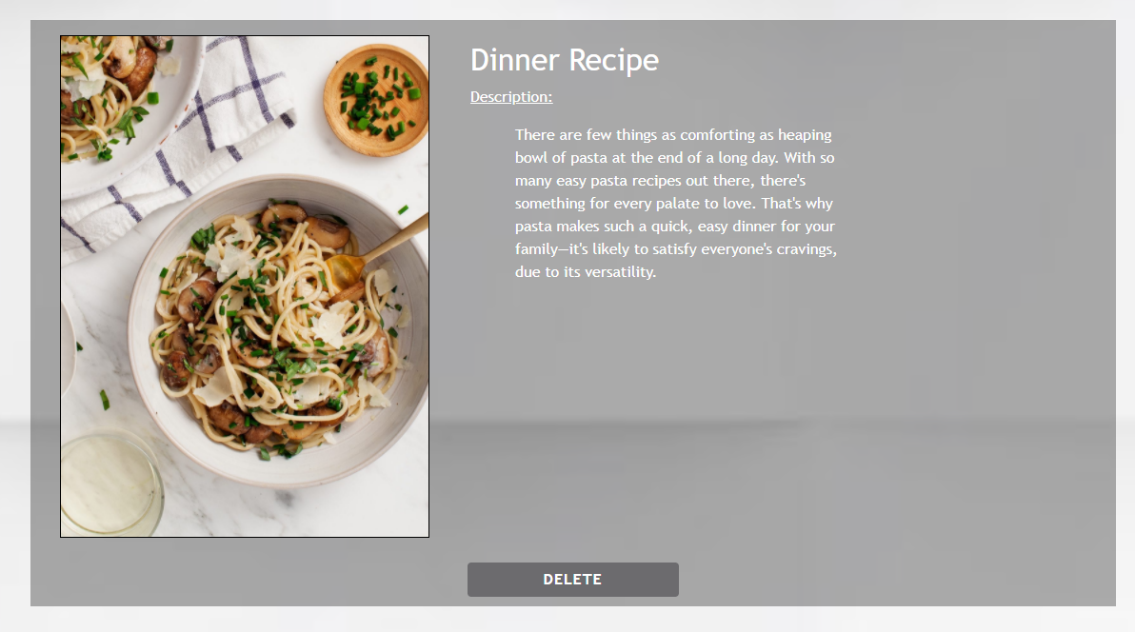 Dinner Recipe
Description:
There are few things as comforting as heaping
bowl of pasta at the end of a long day. With so
many easy pasta recipes out there, there's
something for every palate to love. That's why
pasta makes such a quick, easy dinner for your
family—it's likely to satisfy everyone's cravings,
due to its versatility.
DELETE